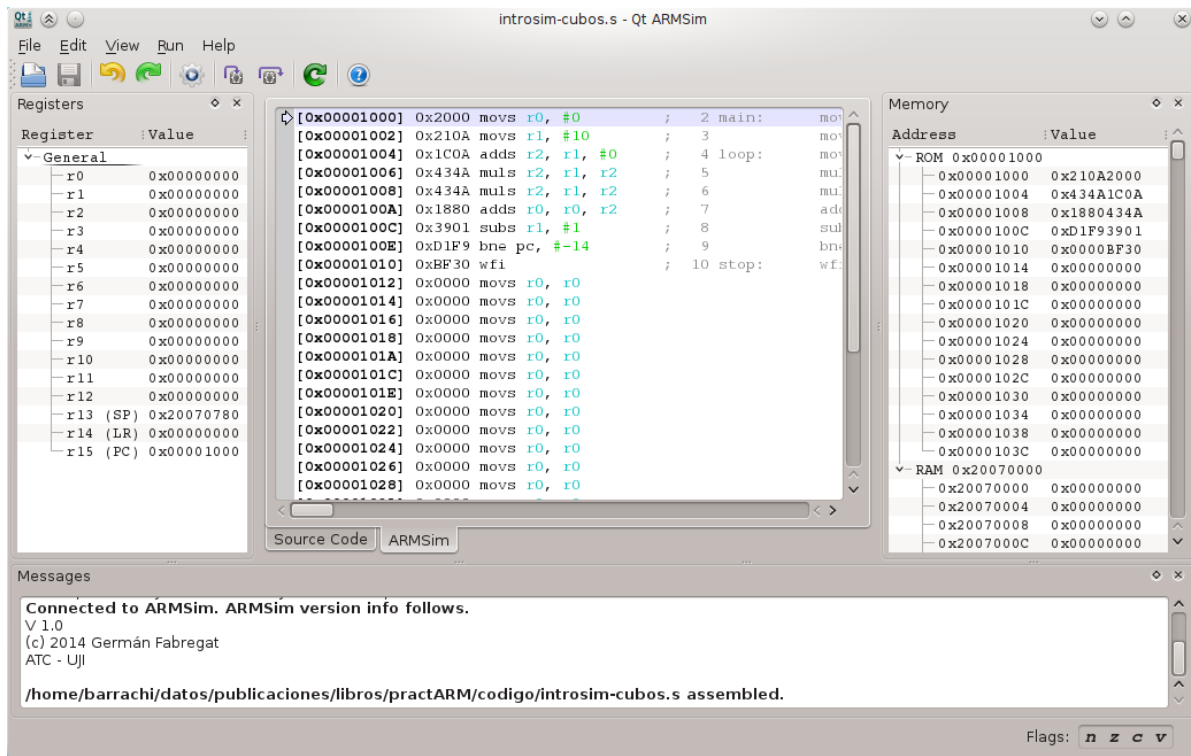 introsim-cubos.s - Qt ARMSim
File Edit View Run Help
Registers
Register Value
General
r0 0x00000000
r1 0x00000000
r2 0x00000000
r3 0x00000000
r4 0x00000000
r5 0x00000000
r6 0x00000000
r7 0x00000000
r8 0x00000000
r9 0x00000000
r10 0x00000000
r11 0x00000000
r12 0x00000000
r13 (SP) 0x20070780
r14 (LR) 0x00000000
r15 (PC) 0x00001000
[0x00001000] 0x2000 movs r0, #0 ; 2 main: mov
[0x00001002] 0x210A movs r1, #10 ; 3 mov
[0x00001004] 0x1C0A adds r2, r1, #0 ; 4 loop: mov
[0x00001006] 0x434A muls r2, r1, r2 ; 5 mul
[0x00001008] 0x434A muls r2, r1, r2 ; 6 mul
[0x0000100A] 0x1880 adds r0, r0, r2 ; 7 add
[0x0000100C] 0x3901 subs r1, #1 ; 8 sub
[0x0000100E] 0xD1F9 bne pc, #-14 ; 9 bne
[0x00001010] 0xBF30 wfi ; 10 stop: wfi
[0x00001012] 0x0000 movs r0, r0
[0x00001014] 0x0000 movs r0, r0
[0x00001016] 0x0000 movs r0, r0
[0x00001018] 0x0000 movs r0, r0
[0x0000101A] 0x0000 movs r0, r0
[0x0000101C] 0x0000 movs r0, r0
[0x0000101E] 0x0000 movs r0, r0
[0x00001020] 0x0000 movs r0, r0
[0x00001022] 0x0000 movs r0, r0
[0x00001024] 0x0000 movs r0, r0
[0x00001026] 0x0000 movs r0, r0
[0x00001028] 0x0000 movs r0, r0
Source Code ARMSim
Memory
Address Value
ROM 0x00001000
0x00001000 0x210A2000
0x00001004 0x434A1C0A
0x00001008 0x1880434A
0x0000100C 0xD1F93901
0x00001010 0x0000BF30
0x00001014 0x00000000
0x00001018 0x00000000
0x0000101C 0x00000000
0x00001020 0x00000000
0x00001024 0x00000000
0x00001028 0x00000000
0x0000102C 0x00000000
0x00001030 0x00000000
0x00001034 0x00000000
0x00001038 0x00000000
0x0000103C 0x00000000
RAM 0x20070000
0x20070000 0x00000000
0x20070004 0x00000000
0x20070008 0x00000000
0x2007000C 0x00000000
Messages
Connected to ARMSim. ARMSim version info follows.
V 1.0
(c) 2014 Germán Fabregat
ATC - UJI
/home/barrachi/datos/publicaciones/libros/practARM/codigo/introsim-cubos.s assembled.
Flags: n z c v